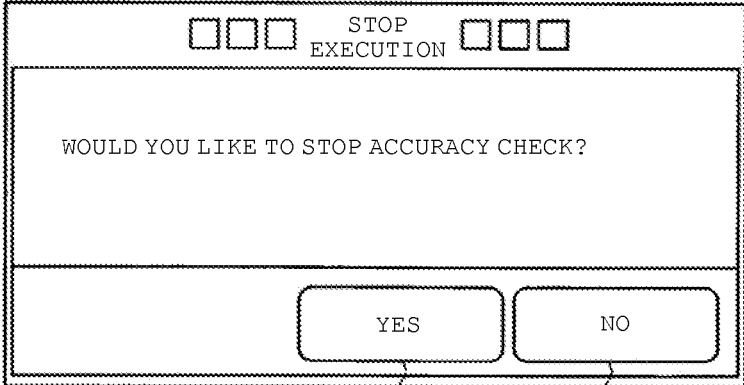 STOP
EXECUTION
WOULD YOU LIKE TO STOP ACCURACY CHECK?
YES
NO